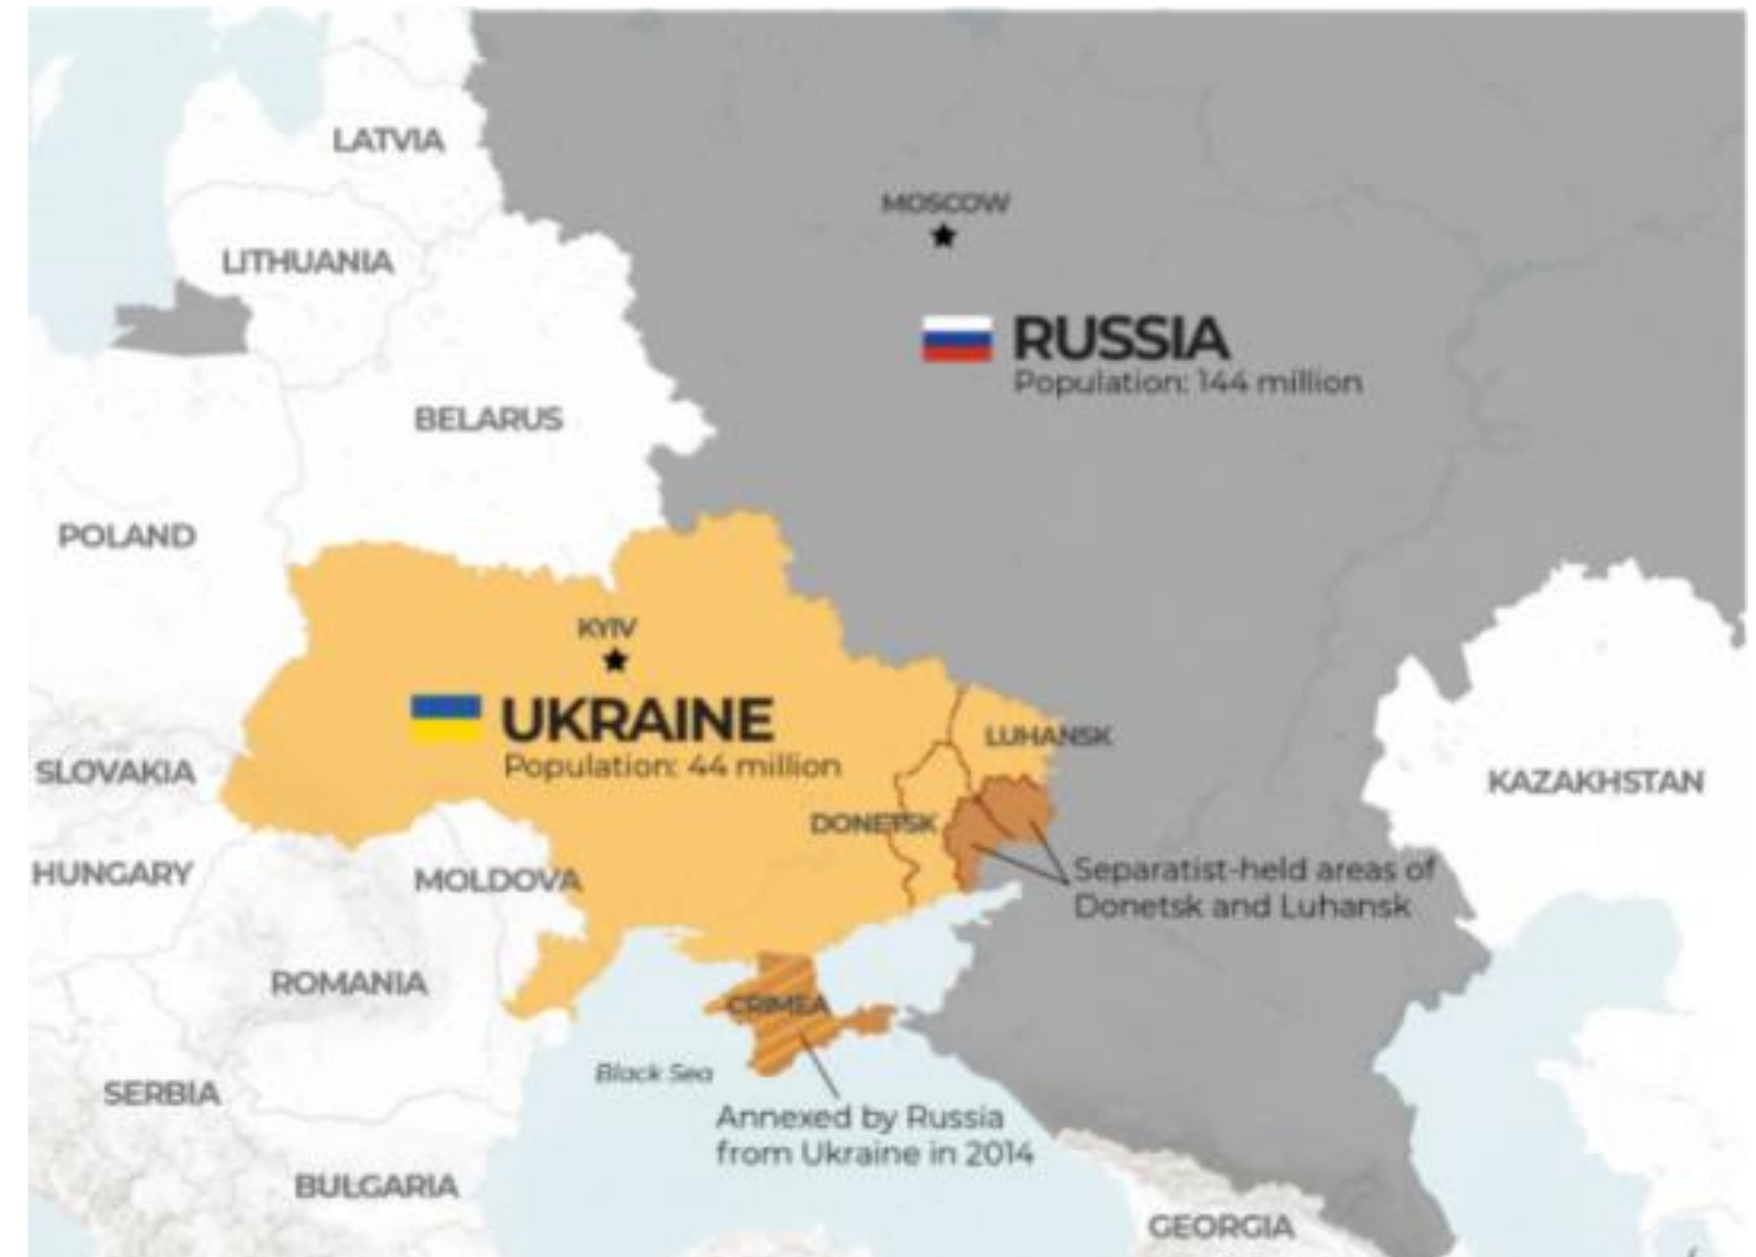 LATVIA
MOSCOW
LITHUANIA
RUSSIA
Population: 144 million
BELARUS
POLAND
KYIV
UKRAINE
Population: 44 million
LUHANSK
SLOVAKIA
KAZAKHSTAN
DONETSK
HUNGARY
MOLDOVA
Separatist-held areas of
Donetsk and Luhansk
ROMANIA
CRIMEA
Black Sea
SERBIA
Annexed by Russia
from Ukraine in 2014
BULGARIA
GEORGIA